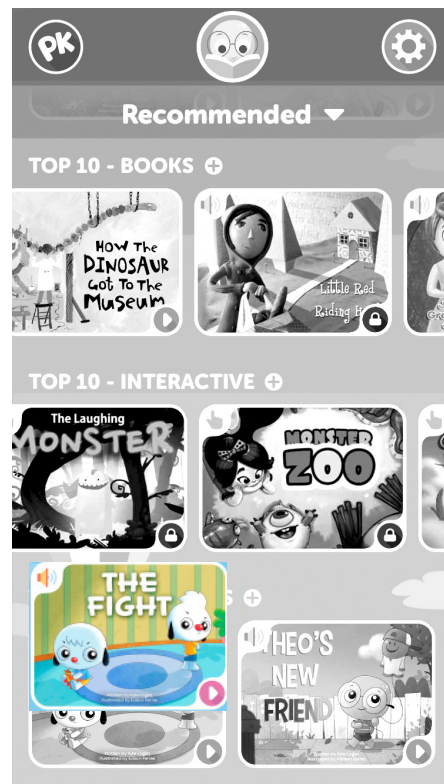 PK
Recommended
TOP 10 - BOOKS
How The
DINOSAUR
Got To The
Museum
Little Red
Riding H
TOP 10 - INTERACTIVE
The Laughing
MONSTER
MONSTER
ZOO
THE
FIGHT
S
THEO'S
NEW
FRIEND